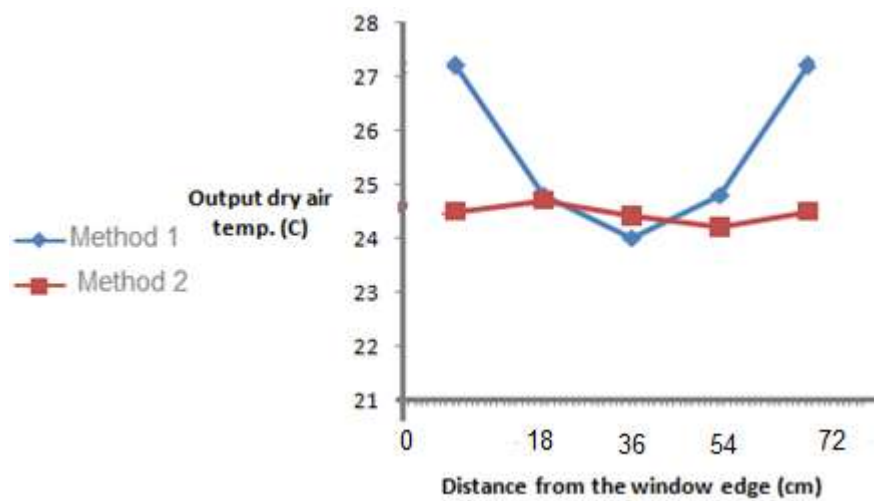 28
27
26
25
24
23
22
21
Output dry air
temp. (C)
Method 1
Method 2
0 18 36 54 72
Distance from the window edge (cm)